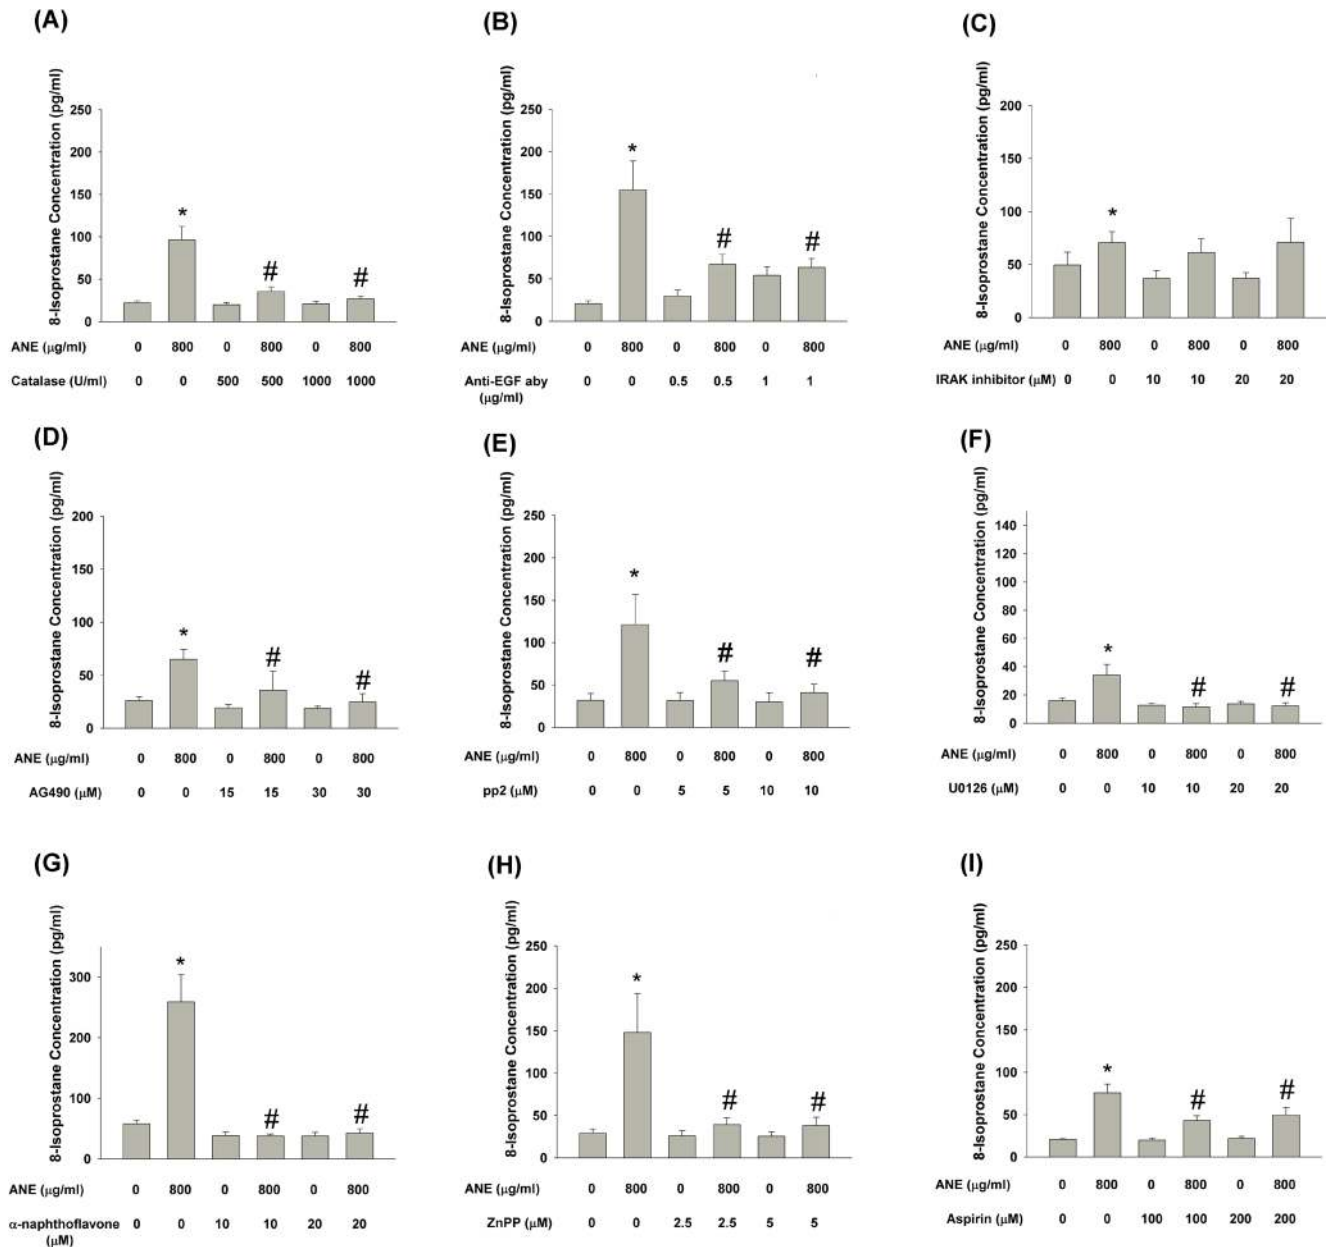 (A)
8-Isoprostane Concentration (pg/ml)
250
200
150
100
50
0
*
#
#
ANE (µg/ml) 0 800 0 800 0 800
Catalase (U/ml) 0 0 500 500 1000 1000
(B)
8-Isoprostane Concentration (pg/ml)
250
200
150
100
50
0
*
#
#
ANE (µg/ml) 0 800 0 800 0 800
Anti-EGF aby 0 0 0.5 0.5 1 1
(µg/ml)
(C)
8-Isoprostane Concentration (pg/ml)
200
150
100
50
0
*
ANE (µg/ml) 0 800 0 800 0 800
IRAK inhibitor (µM) 0 0 10 10 20 20
(D)
8-Isoprostane Concentration (pg/ml)
200
150
100
50
0
*
#
#
ANE (µg/ml) 0 800 0 800 0 800
AG490 (µM) 0 0 15 15 30 30
(E)
8-Isoprostane Concentration (pg/ml)
250
200
150
100
50
0
*
#
#
ANE (µg/ml) 0 800 0 800 0 800
pp2 (µM) 0 0 5 5 10 10
(F)
8-Isoprostane Concentration (pg/ml)
140
120
100
80
60
40
20
0
*
#
#
ANE (µg/ml) 0 800 0 800 0 800
U0126 (µM) 0 0 10 10 20 20
(G)
8-Isoprostane Concentration (pg/ml)
300
200
100
0
*
#
#
ANE (µg/ml) 0 800 0 800 0 800
α-naphthoflavone 0 0 10 10 20 20
(µM)
(H)
8-Isoprostane Concentration (pg/ml)
250
200
150
100
50
0
*
#
#
ANE (µg/ml) 0 800 0 800 0 800
ZnPP (µM) 0 0 2.5 2.5 5 5
(I)
8-Isoprostane Concentration (pg/ml)
250
200
150
100
50
0
*
#
#
ANE (µg/ml) 0 800 0 800 0 800
Aspirin (µM) 0 0 100 100 200 200